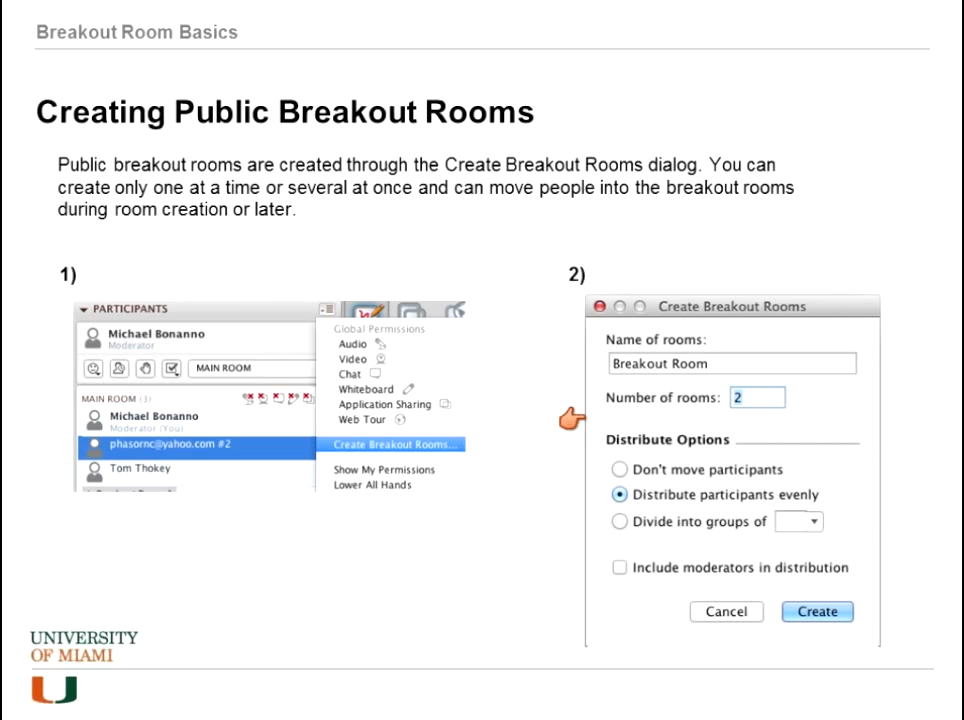 Breakout Room Basics
Creating Public Breakout Rooms
Public breakout rooms are created through the Create Breakout Rooms dialog. You can
create only one at a time or several at once and can move people into the breakout rooms
during room creation or later.
1)
PARTICIPANTS
Michael Bonanno
Moderator
MAIN ROOM
MAIN ROOM (3)
Michael Bonanno
Moderator (You)
phasornc@yahoo.com #2
Tom Thokey
Global Permissions
Audio
Video
Chat
Whiteboard
Application Sharing
Web Tour
Create Breakout Rooms...
Show My Permissions
Lower All Hands
2)
Create Breakout Rooms
Name of rooms:
Breakout Room
Number of rooms: 2
Distribute Options
Don't move participants
Distribute participants evenly
Divide into groups of
Include moderators in distribution
Cancel Create
UNIVERSITY
OF MIAMI